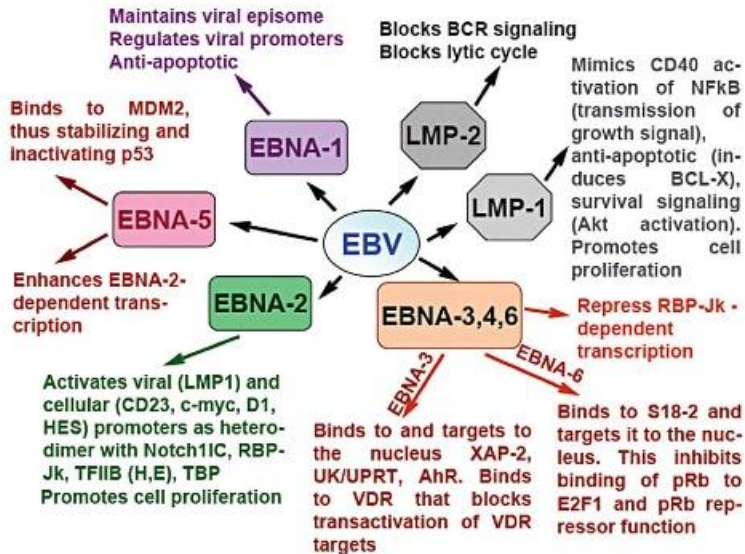 Maintains viral episome
Regulates viral promoters
Anti-apoptotic
Blocks BCR signaling
Blocks lytic cycle
Mimics CD40 ac-
tivation of NFkB
(transmission of
growth signal),
anti-apoptotic (in-
duces BCL-X),
survival signaling
(Akt activation).
Promotes cell
proliferation
Binds to MDM2,
thus stabilizing and
inactivating p53
EBNA-1
LMP-2
LMP-1
EBNA-5
EBV
Enhances EBNA-2-
dependent trans-
cription
EBNA-2
EBNA-3,4,6
Repress RBP-Jk -
dependent
transcription
EBNA-3
EBNA-6
Activates viral (LMP1) and
cellular (CD23, c-myc, D1,
HES) promoters as hetero-
dimer with Notch1IC, RBP-
Jk, TFIIB (H,E), TBP
Promotes cell proliferation
Binds to and targets to
the nucleus XAP-2,
UK/UPRT, AhR. Binds
to VDR that blocks
transactivation of VDR
targets
Binds to S18-2 and
targets it to the nuc-
leus. This inhibits
binding of pRb to
E2F1 and pRb rep-
ressor function